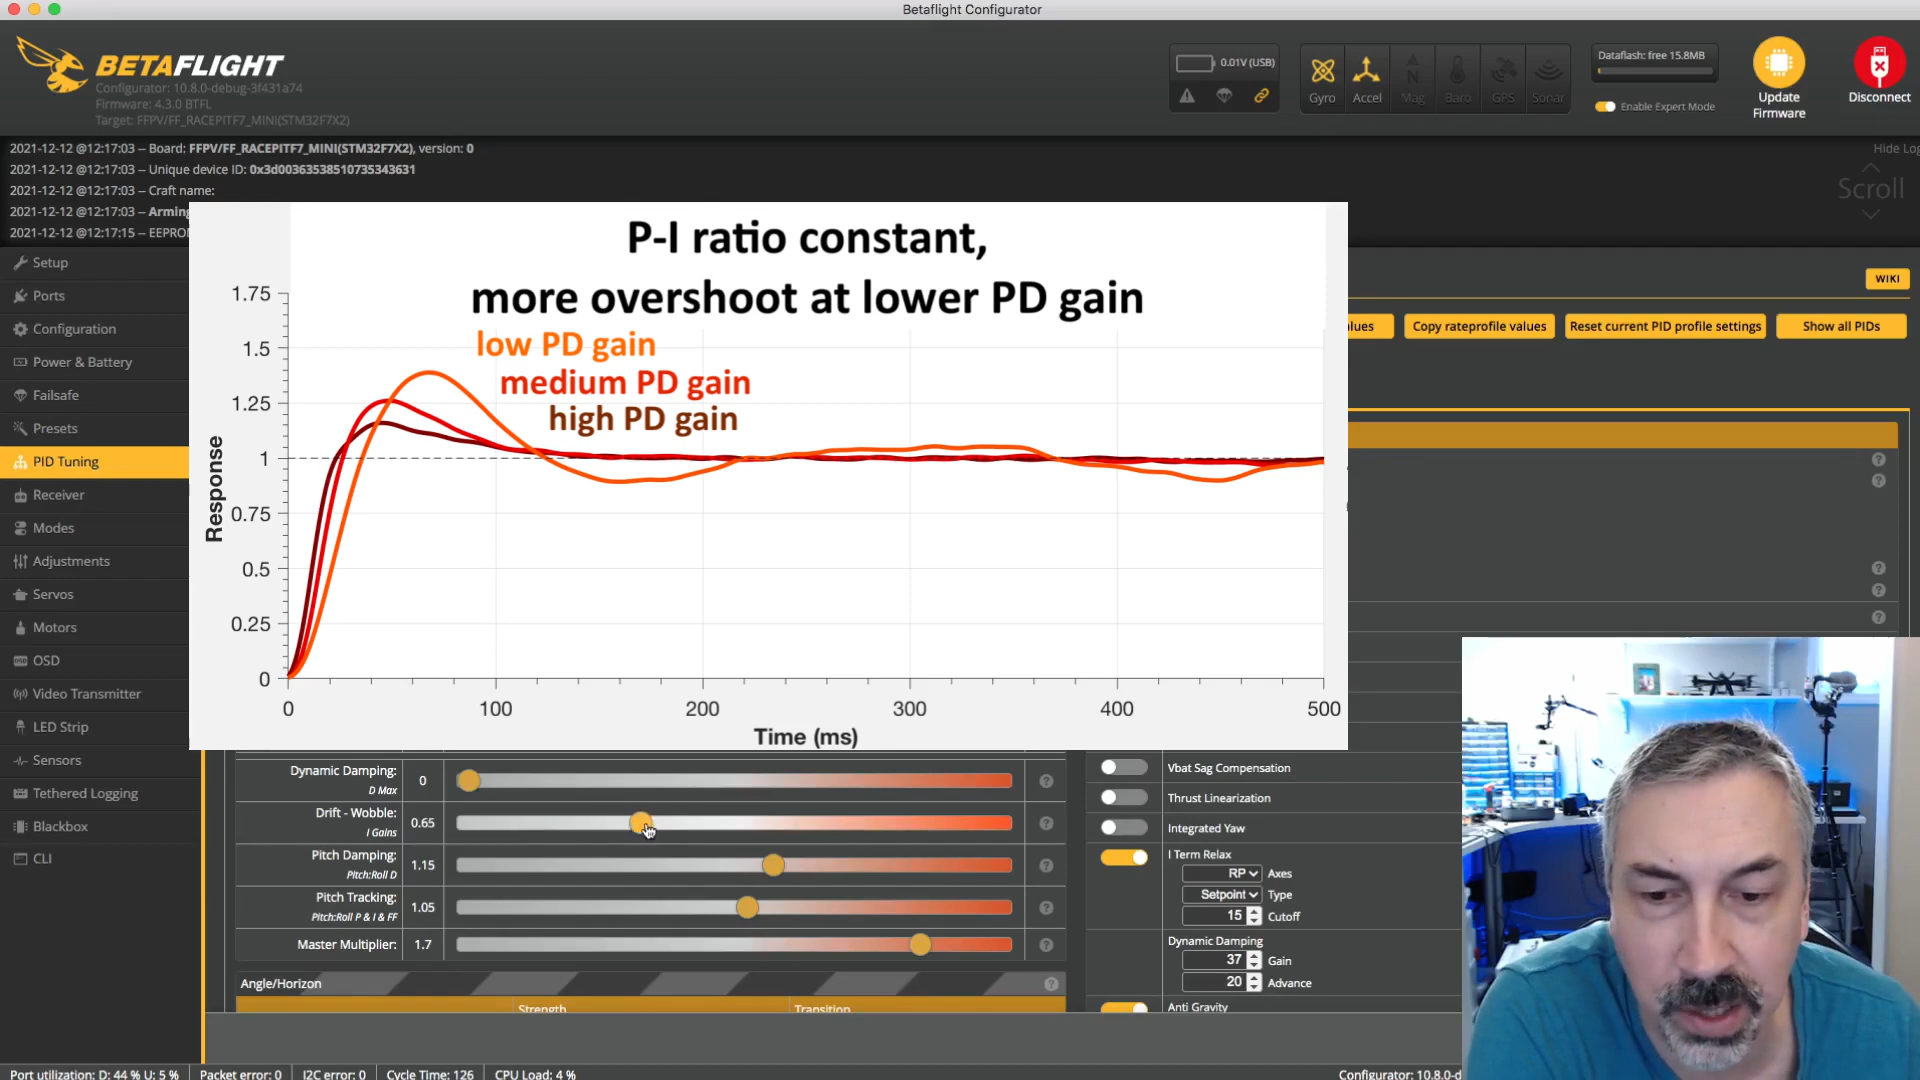 Betaflight Configurator
BETAFLIGHT
Configurator: 10.8.0-debug-3f431a74
Firmware: 4.3.0 BTFL
Target: FFPV/FF_RACEPITF7_MINI(STM32F7X2)
0.01V (USB)
Gyro
Accel
Mag
Baro
GPS
Sonar
Dataflash: free 15.8MB
Enable Expert Mode
Update Firmware
Disconnect
2021-12-12 @12:17:03 – Board: FFPV/FF_RACEPITF7_MINI(STM32F7X2), version: 0
2021-12-12 @12:17:03 – Unique device ID: 0x3d00363538510735343631
2021-12-12 @12:17:03 – Craft name:
2021-12-12 @12:17:03 – Arming
2021-12-12 @12:17:15 – EEPRO
Hide Log
Scroll
Setup
Ports
Configuration
Power & Battery
Failsafe
Presets
PID Tuning
Receiver
Modes
Adjustments
Servos
Motors
OSD
Video Transmitter
LED Strip
Sensors
Tethered Logging
Blackbox
CLI
P-I ratio constant,
more overshoot at lower PD gain
low PD gain
medium PD gain
high PD gain
Response
1.75
1.5
1.25
1
0.75
0.5
0.25
0
0 100 200 300 400 500
Time (ms)
WIKI
alues
Copy rateprofile values
Reset current PID profile settings
Show all PIDs
Dynamic Damping: 0
D Max
Drift - Wobble: 0.65
I Gains
Pitch Damping: 1.15
Pitch:Roll D
Pitch Tracking: 1.05
Pitch:Roll P & I & FF
Master Multiplier: 1.7
Angle/Horizon
Strength Transition
Vbat Sag Compensation
Thrust Linearization
Integrated Yaw
I Term Relax
RP Axes
Setpoint Type
15 Cutoff
Dynamic Damping
37 Gain
20 Advance
Anti Gravity
Port utilization: D: 44 % U: 5 %
Packet error: 0
I2C error: 0
Cycle Time: 126
CPU Load: 4 %
Configurator: 10.8.0-d